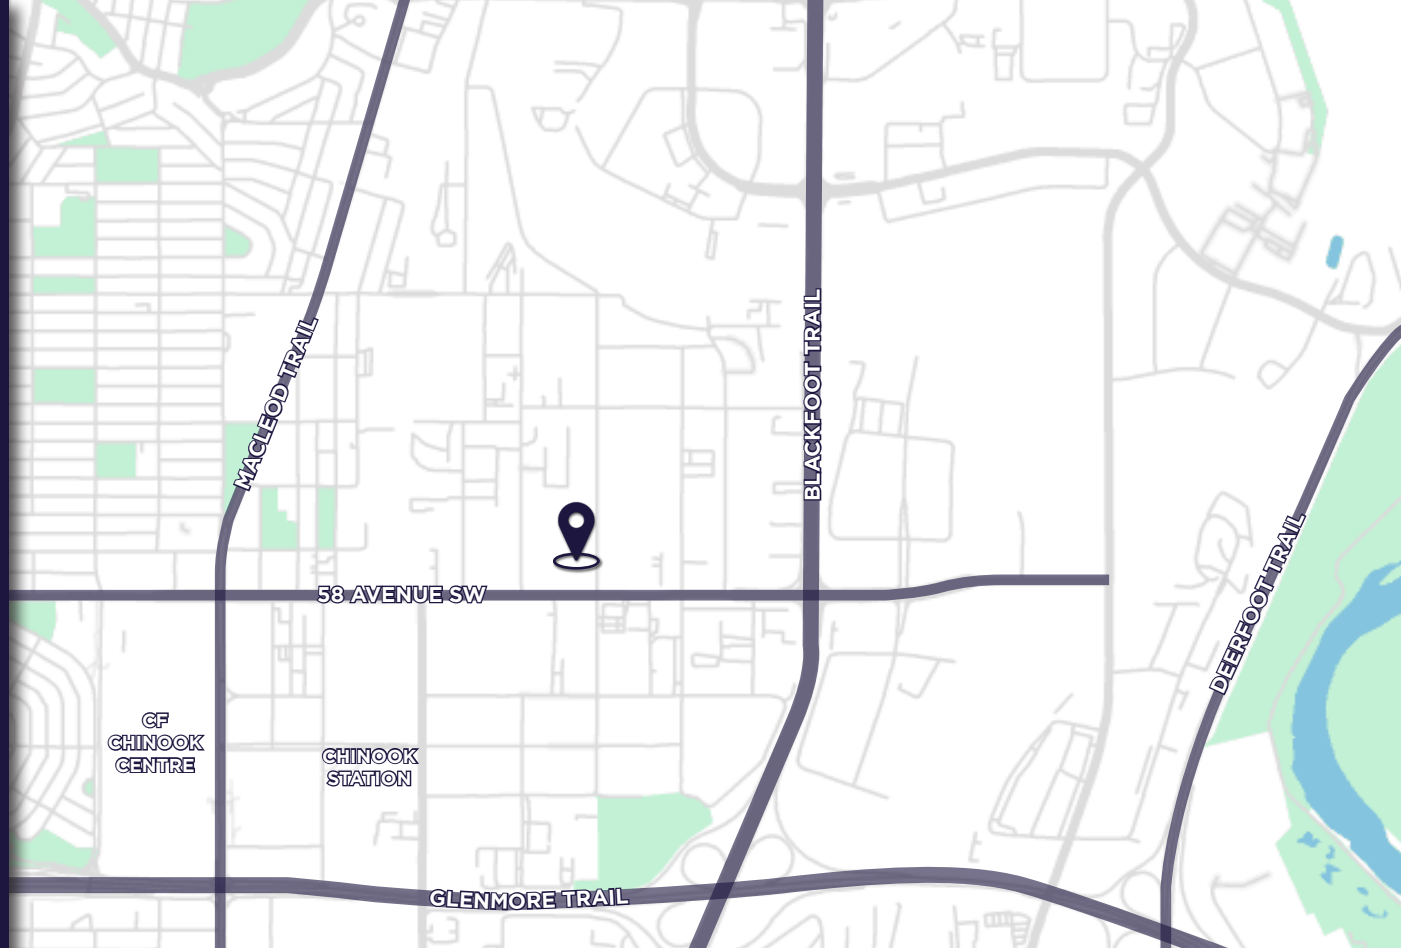 MACLEOD TRAIL
BLACKFOOT TRAIL
58 AVENUE SW
DEERFOOT TRAIL
CF
CHINOOK
CENTRE
CHINOOK
STATION
GLENMORE TRAIL